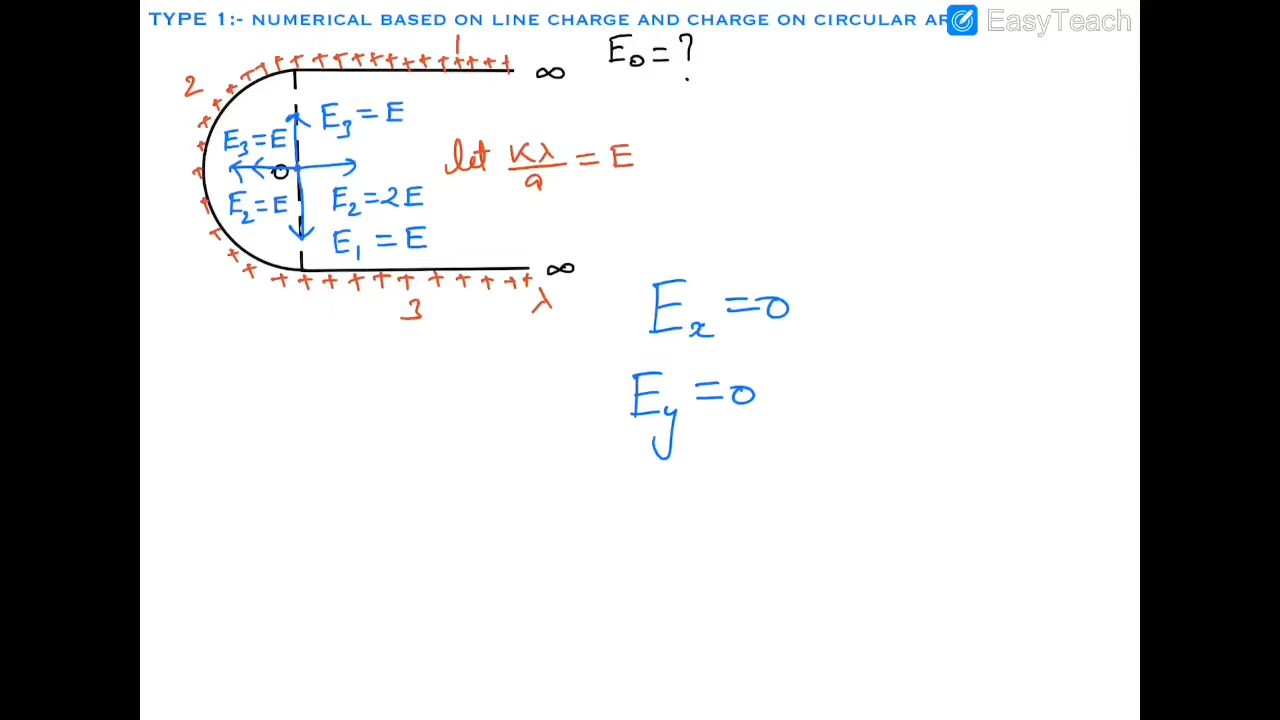 TYPE 1:- NUMERICAL BASED ON LINE CHARGE AND CHARGE ON CIRCULAR
EasyTeach
1
E₀ = ?
2
∞
E₃ = E
E₃ = E
let Kλ/a = E
O
E₂ = E
E₂ = 2E
E₁ = E
∞
3
λ
Eₓ = 0
Eᵧ = 0